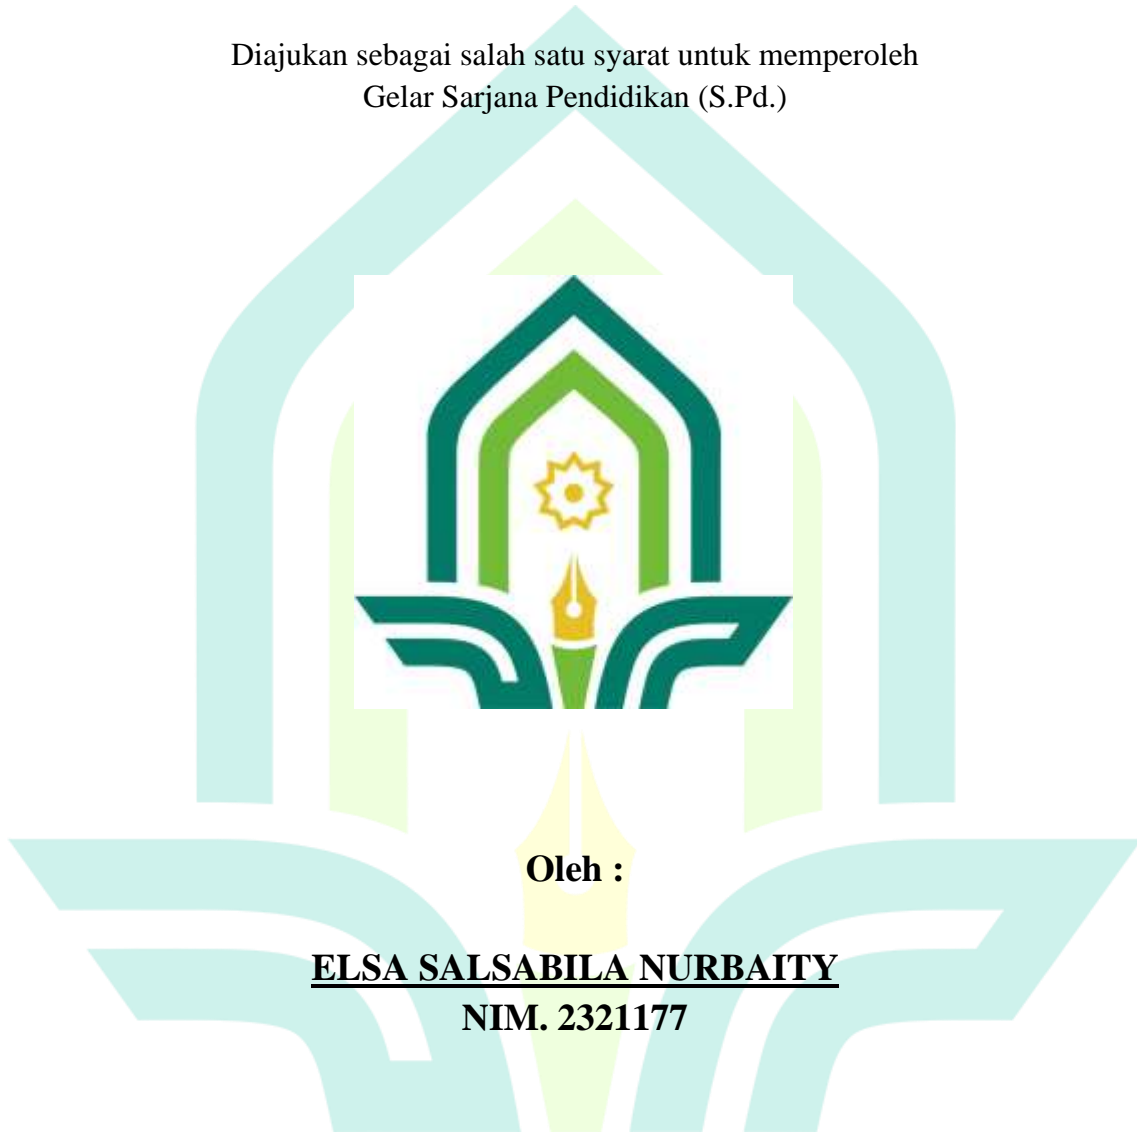 Diajukan sebagai salah satu syarat untuk memperoleh
Gelar Sarjana Pendidikan (S.Pd.)
Oleh :
ELSA SALSABILA NURBAITY
NIM. 2321177